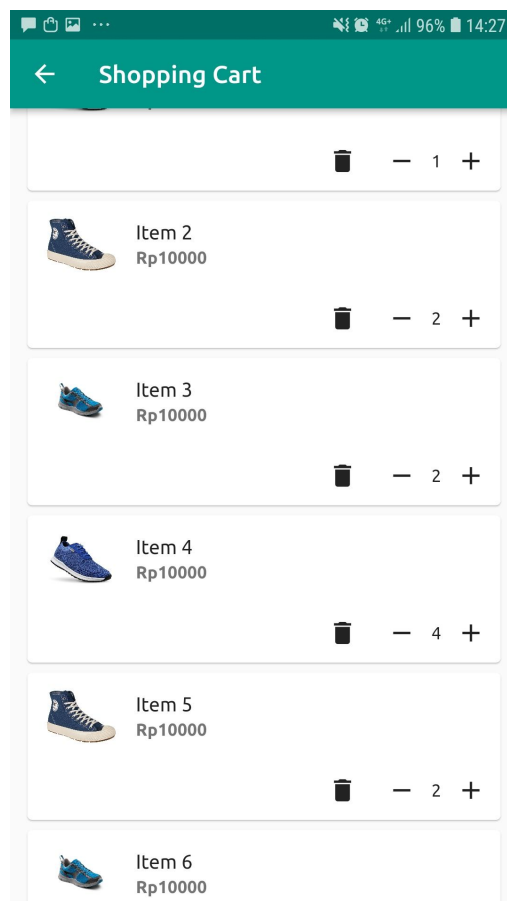 4G+ 96% 14:27
Shopping Cart
1
Item 2
Rp10000
2
Item 3
Rp10000
2
Item 4
Rp10000
4
Item 5
Rp10000
2
Item 6
Rp10000